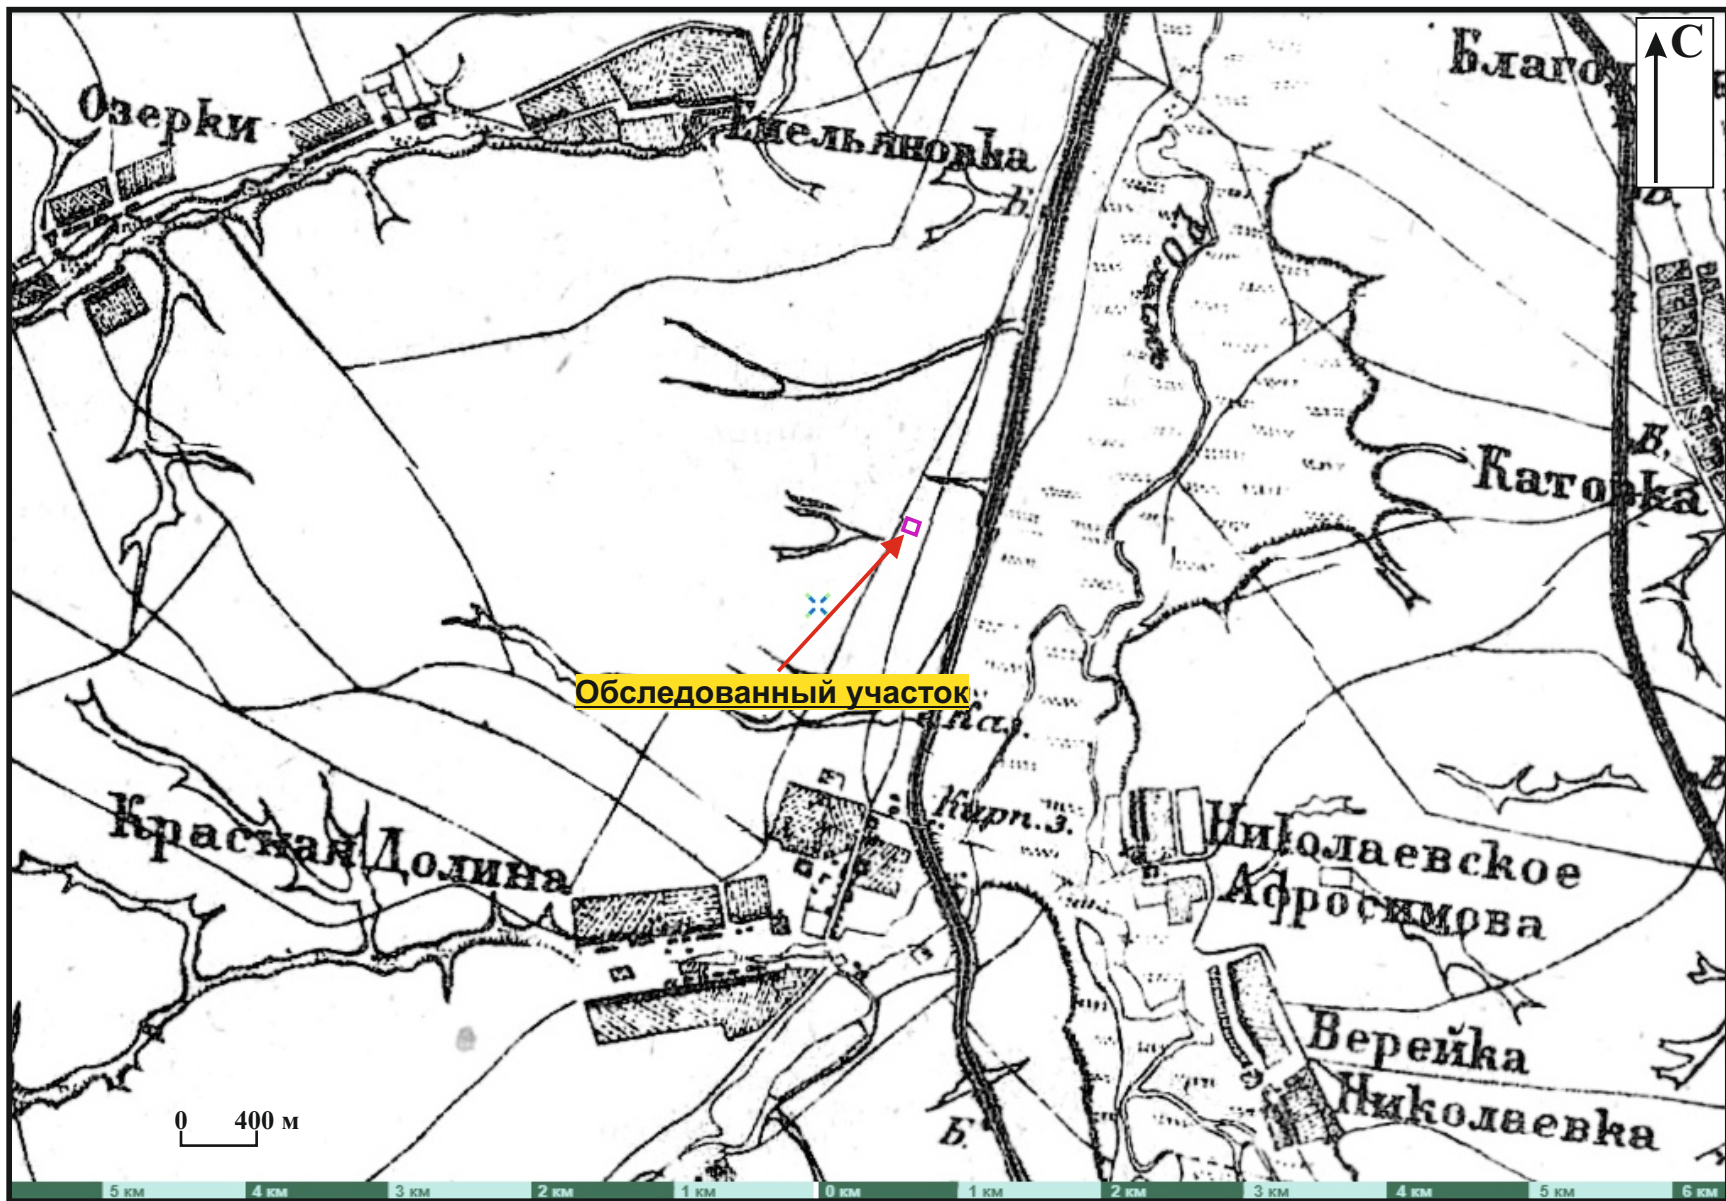 С
Озерки
Емельяновка
Б.
Б.
Б.
Катовка
Обследованный участок
Каз.
Кирп.з.
Красная Долина
Николаевское
Афросимова
Верейка
Николаевка
Б.
0 400 м
5 км 4 км 3 км 2 км 1 км 0 км 1 км 2 км 3 км 4 км 5 км 6 км